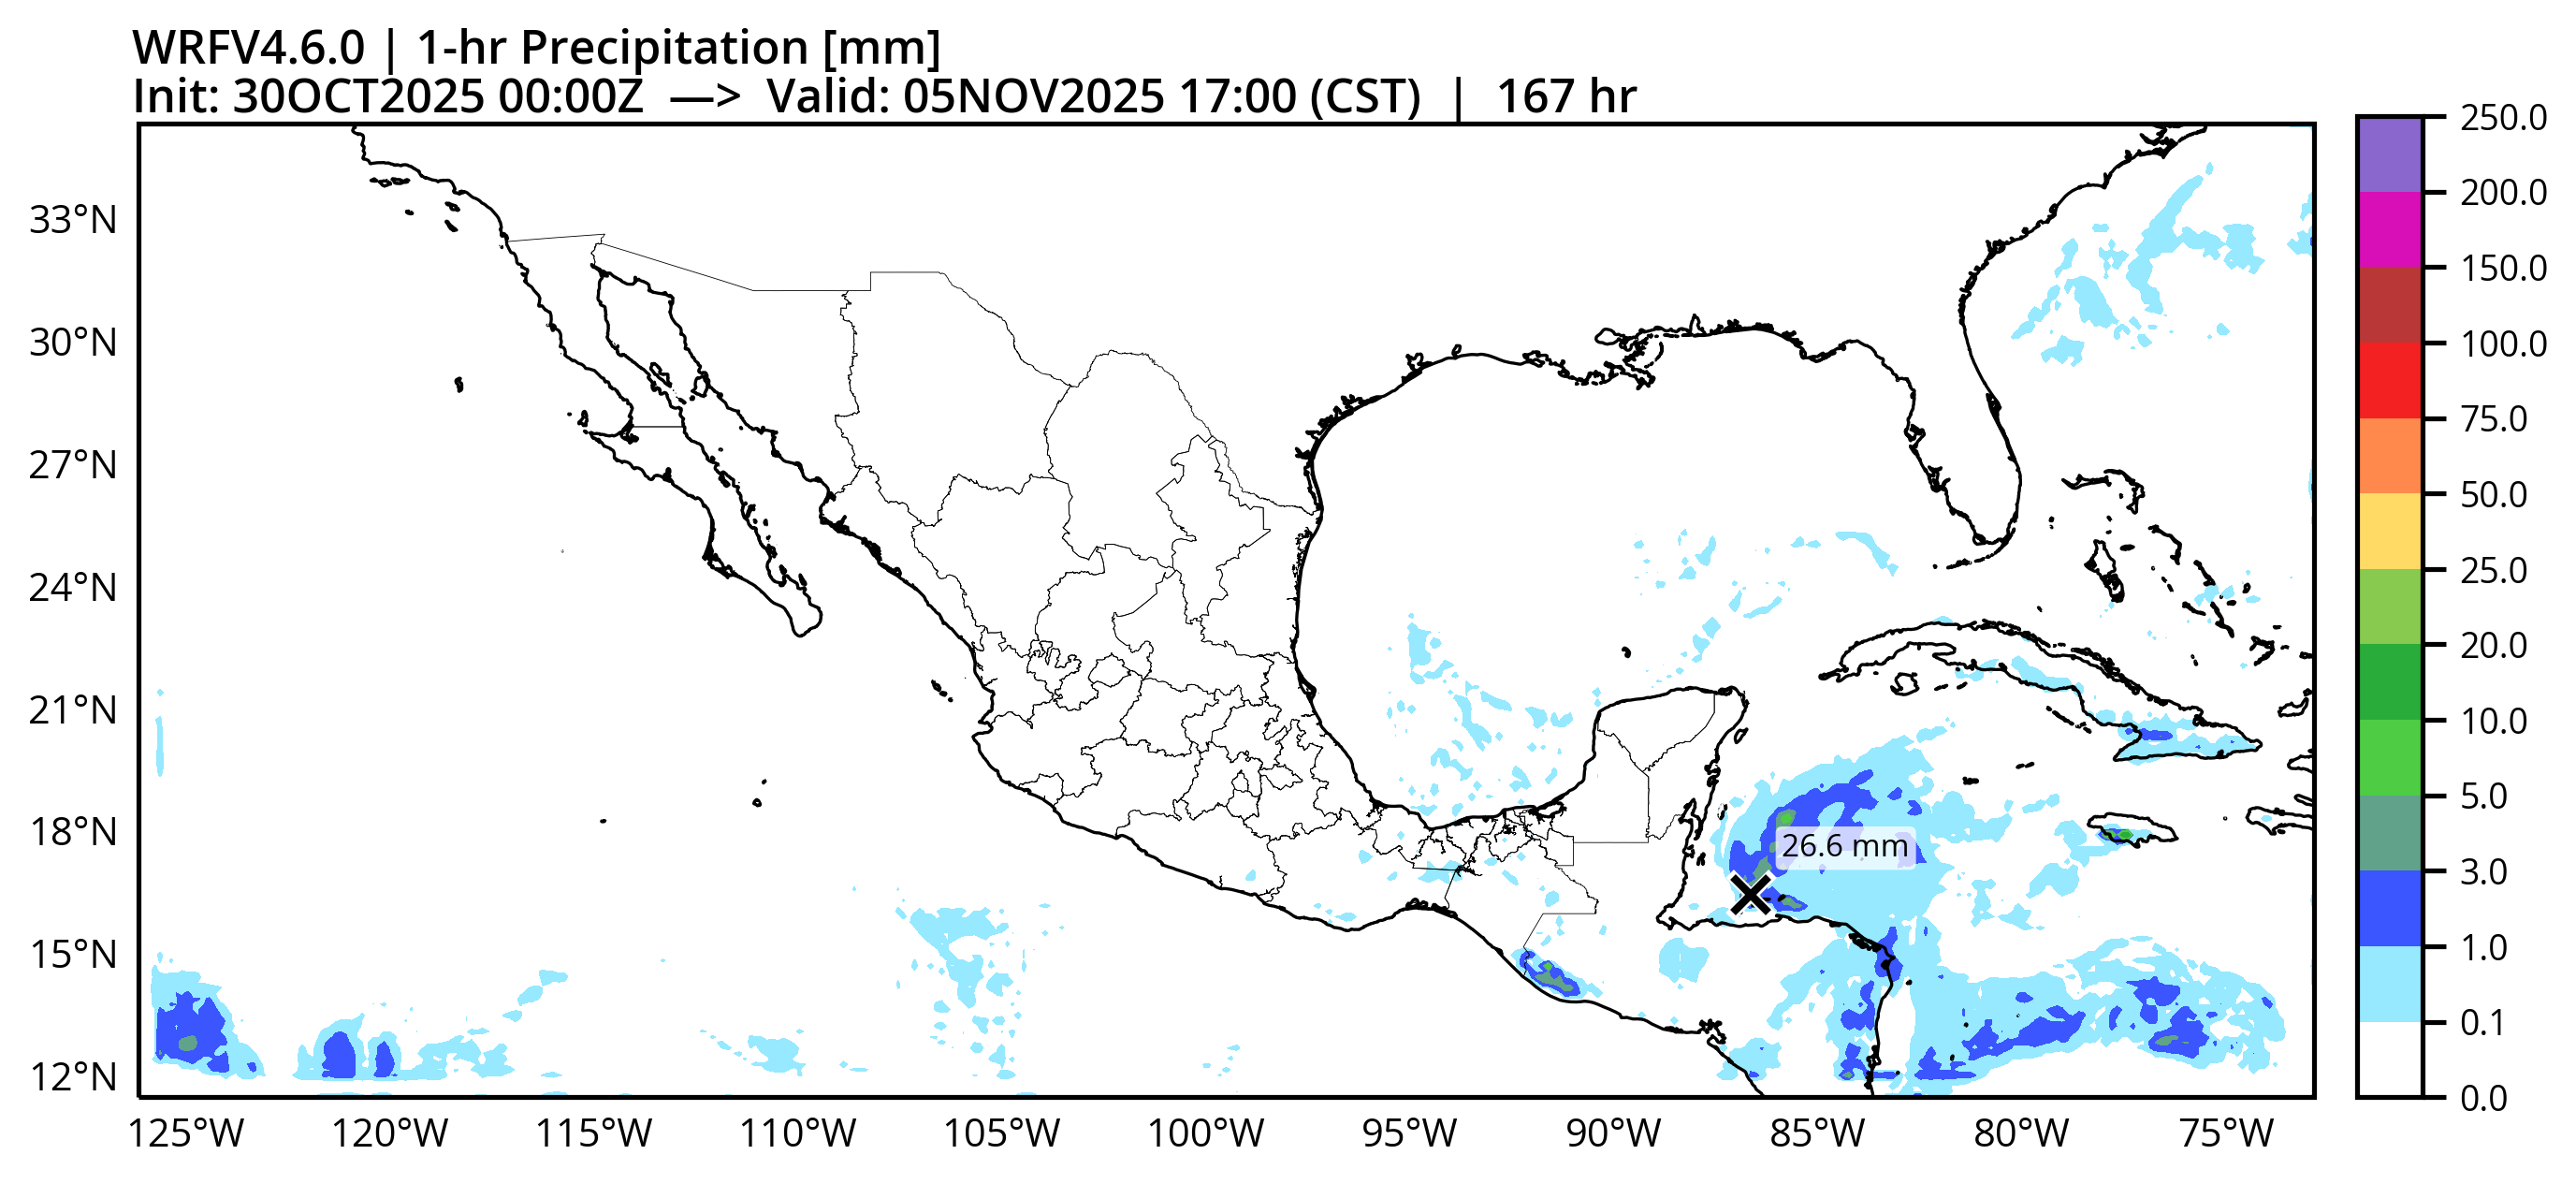 WRFV4.6.0 | 1-hr Precipitation [mm]
Init: 30OCT2025 00:00Z —> Valid: 05NOV2025 17:00 (CST) | 167 hr
33°N
30°N
27°N
24°N
21°N
18°N
15°N
12°N
125°W
120°W
115°W
110°W
105°W
100°W
95°W
90°W
85°W
80°W
75°W
26.6 mm
250.0
200.0
150.0
100.0
75.0
50.0
25.0
20.0
10.0
5.0
3.0
1.0
0.1
0.0